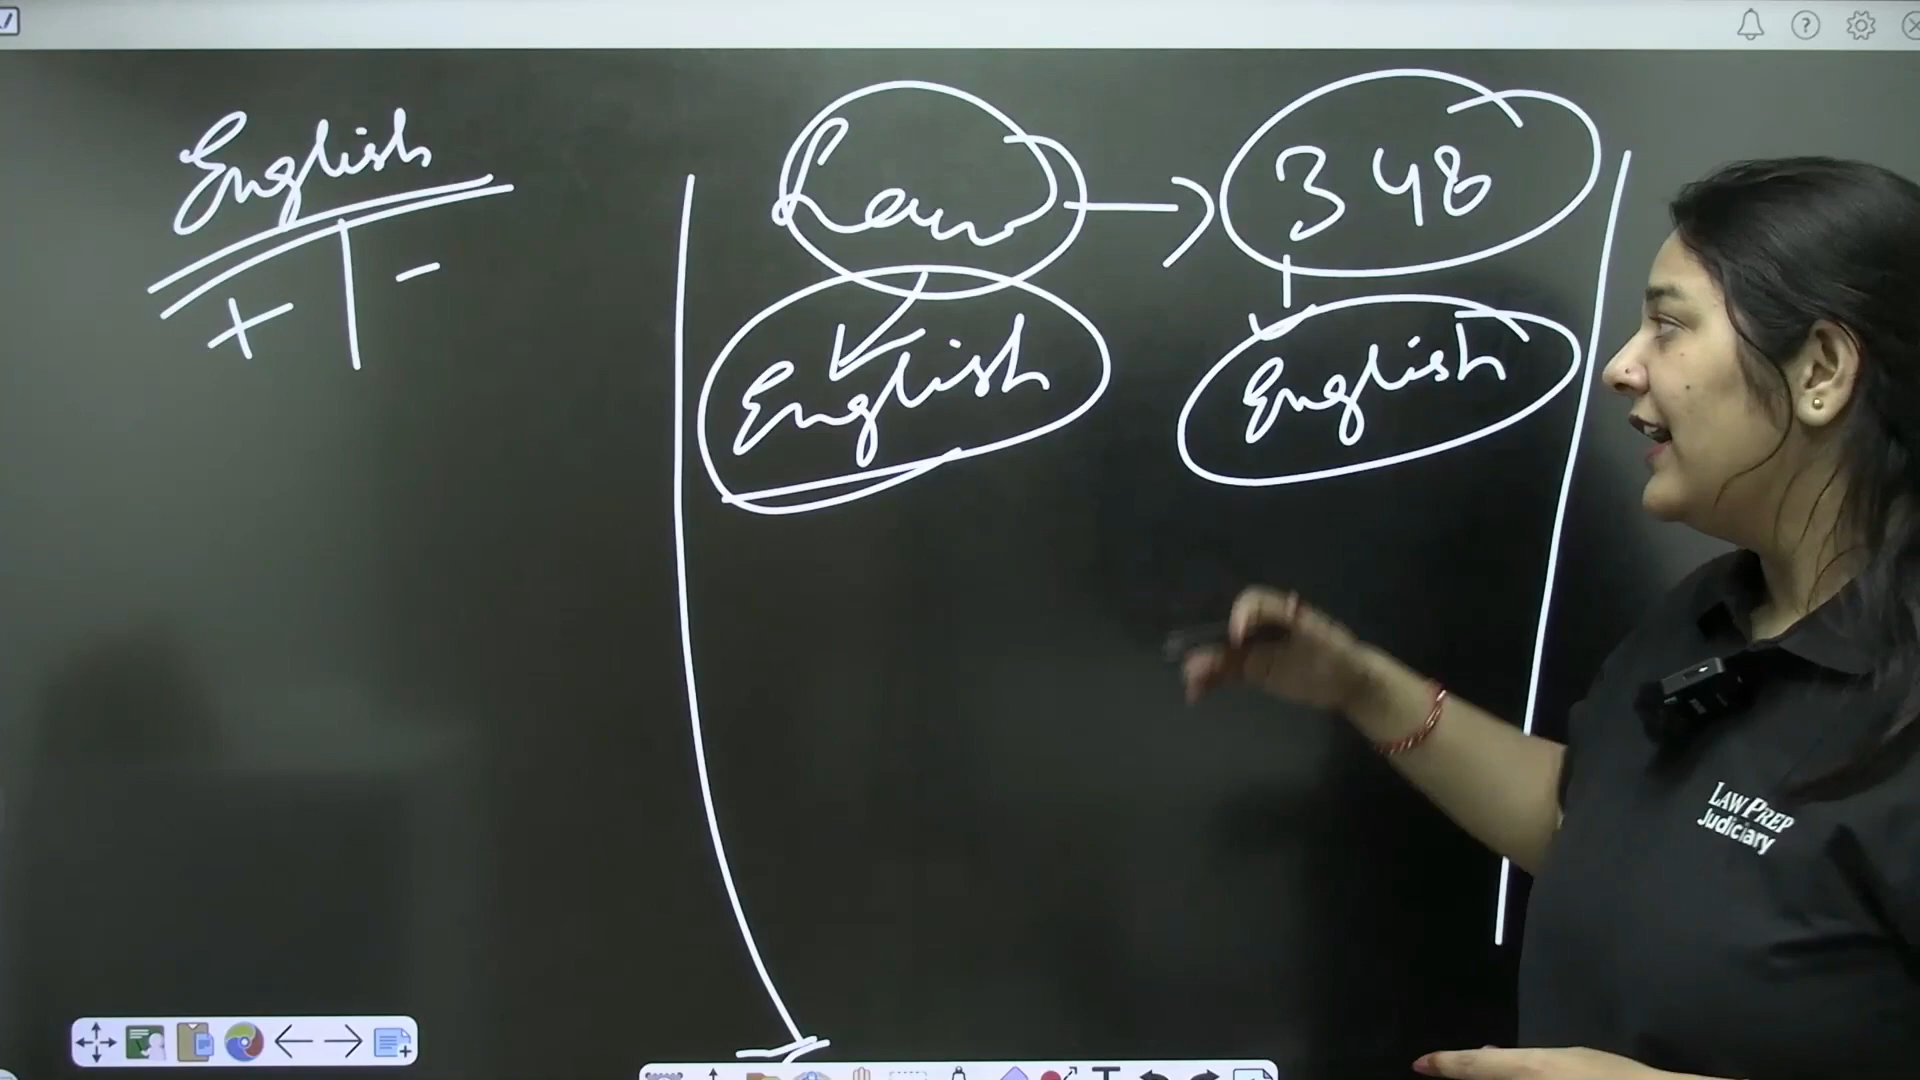 English
+ -
Law → 348
English English
LAW PREP
Judiciary